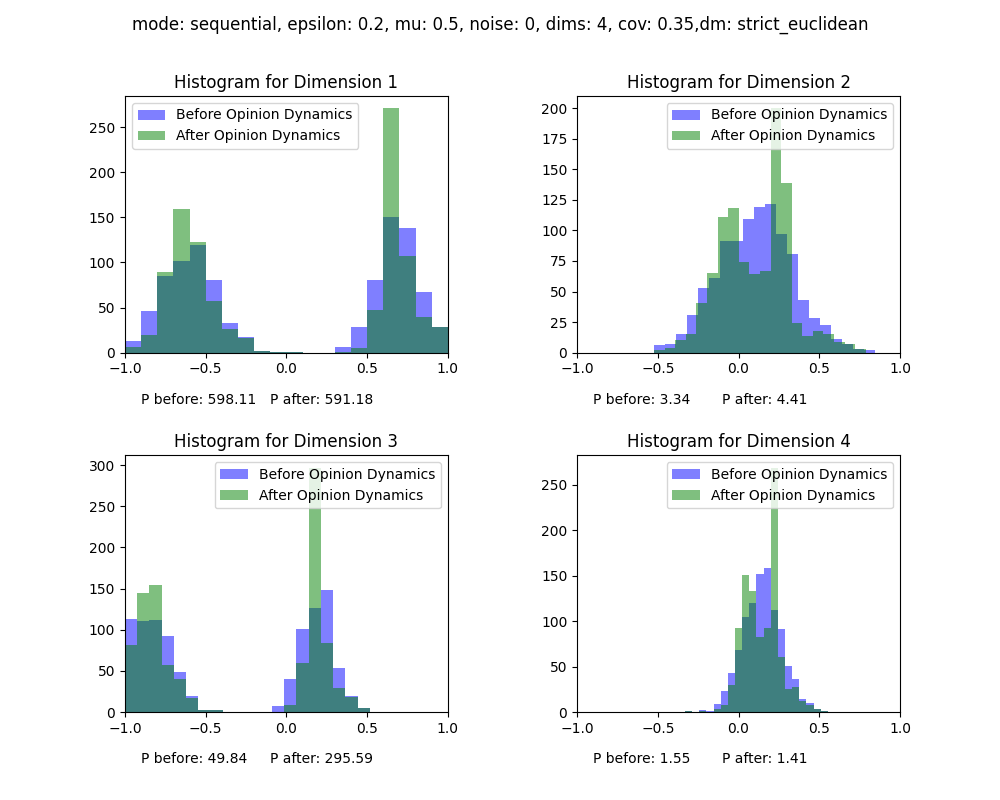 mode: sequential, epsilon: 0.2, mu: 0.5, noise: 0, dims: 4, cov: 0.35,dm: strict_euclidean
Histogram for Dimension 1
Before Opinion Dynamics
After Opinion Dynamics
250
200
150
100
50
0
−1.0 −0.5 0.0 0.5 1.0
P before: 598.11 P after: 591.18
Histogram for Dimension 2
Before Opinion Dynamics
After Opinion Dynamics
200
175
150
125
100
75
50
25
0
−1.0 −0.5 0.0 0.5 1.0
P before: 3.34 P after: 4.41
Histogram for Dimension 3
Before Opinion Dynamics
After Opinion Dynamics
300
250
200
150
100
50
0
−1.0 −0.5 0.0 0.5 1.0
P before: 49.84 P after: 295.59
Histogram for Dimension 4
Before Opinion Dynamics
After Opinion Dynamics
250
200
150
100
50
0
−1.0 −0.5 0.0 0.5 1.0
P before: 1.55 P after: 1.41